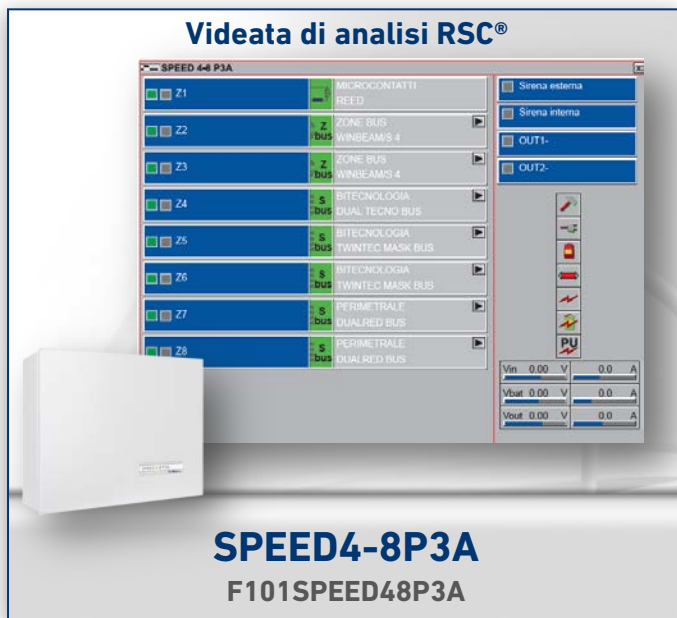 Videata di analisi RSC®
SPEED 4-8 P3A
Z1
MICROCONTATTI
REED
Z2
Z bus
ZONE BUS
WINBEAM/S 4
Z3
Z bus
ZONE BUS
WINBEAM/S 4
Z4
S bus
BITECNOLOGIA
DUAL TECNO BUS
Z5
S bus
BITECNOLOGIA
TWINTEC MASK BUS
Z6
S bus
BITECNOLOGIA
TWINTEC MASK BUS
Z7
S bus
PERIMETRALE
DUALRED BUS
Z8
S bus
PERIMETRALE
DUALRED BUS
Sirena esterna
Sirena interna
OUT1-
OUT2-
PU
Vin 0.00 V 0.0 A
Vbat 0.00 V 0.0 A
Vout 0.00 V 0.0 A
SPEED4-8P3A
F101SPEED48P3A